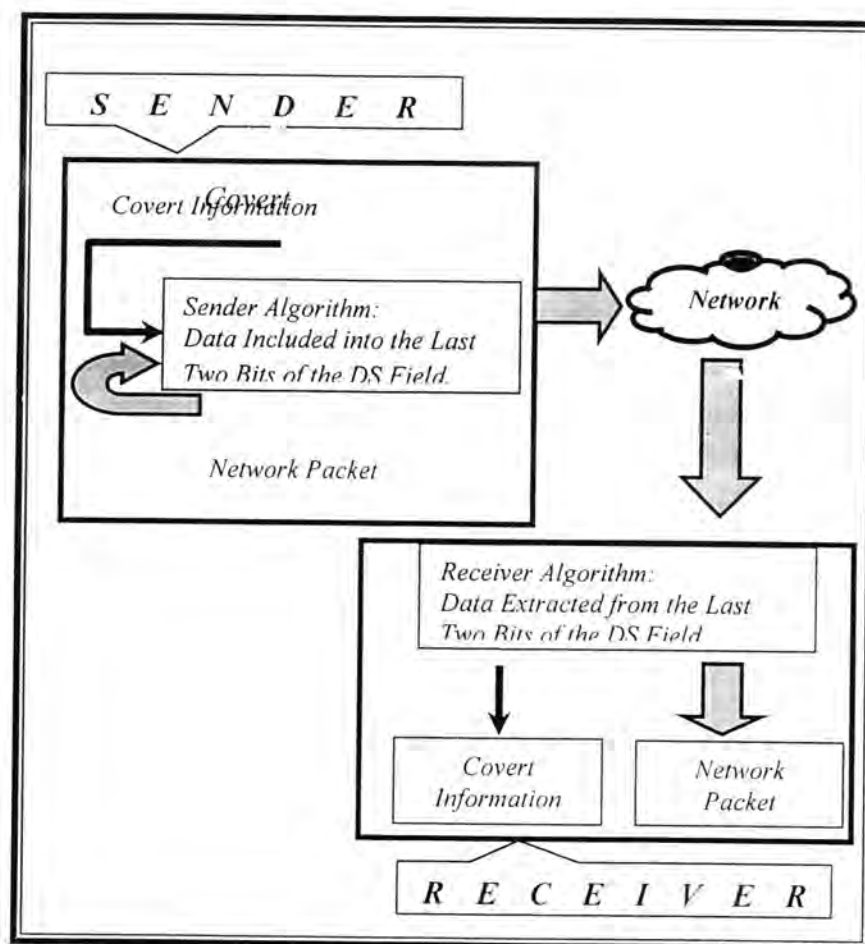 S E N D E R
Covert
Covert Information
Sender Algorithm:
Data Included into the Last
Two Bits of the DS Field.
Network Packet
Network
Receiver Algorithm:
Data Extracted from the Last
Two Bits of the DS Field
Covert
Information
Network
Packet
R E C E I V E R